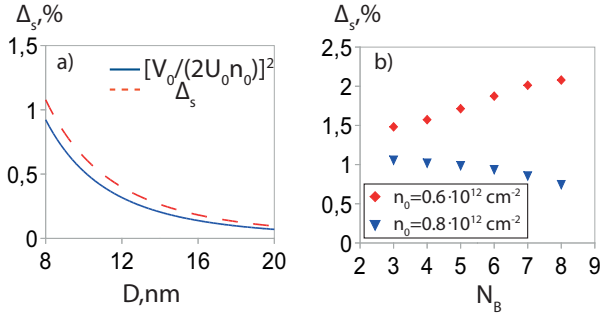 Δₛ,%
1,5
1
0,5
0
8
12
16
20
D,nm
a)
[V₀/(2U₀n₀)]²
Δₛ
Δₛ,%
2,5
2
1,5
1
0,5
0
2
3
4
5
6
7
8
9
N_B
b)
n₀=0.6·10¹² cm⁻²
n₀=0.8·10¹² cm⁻²